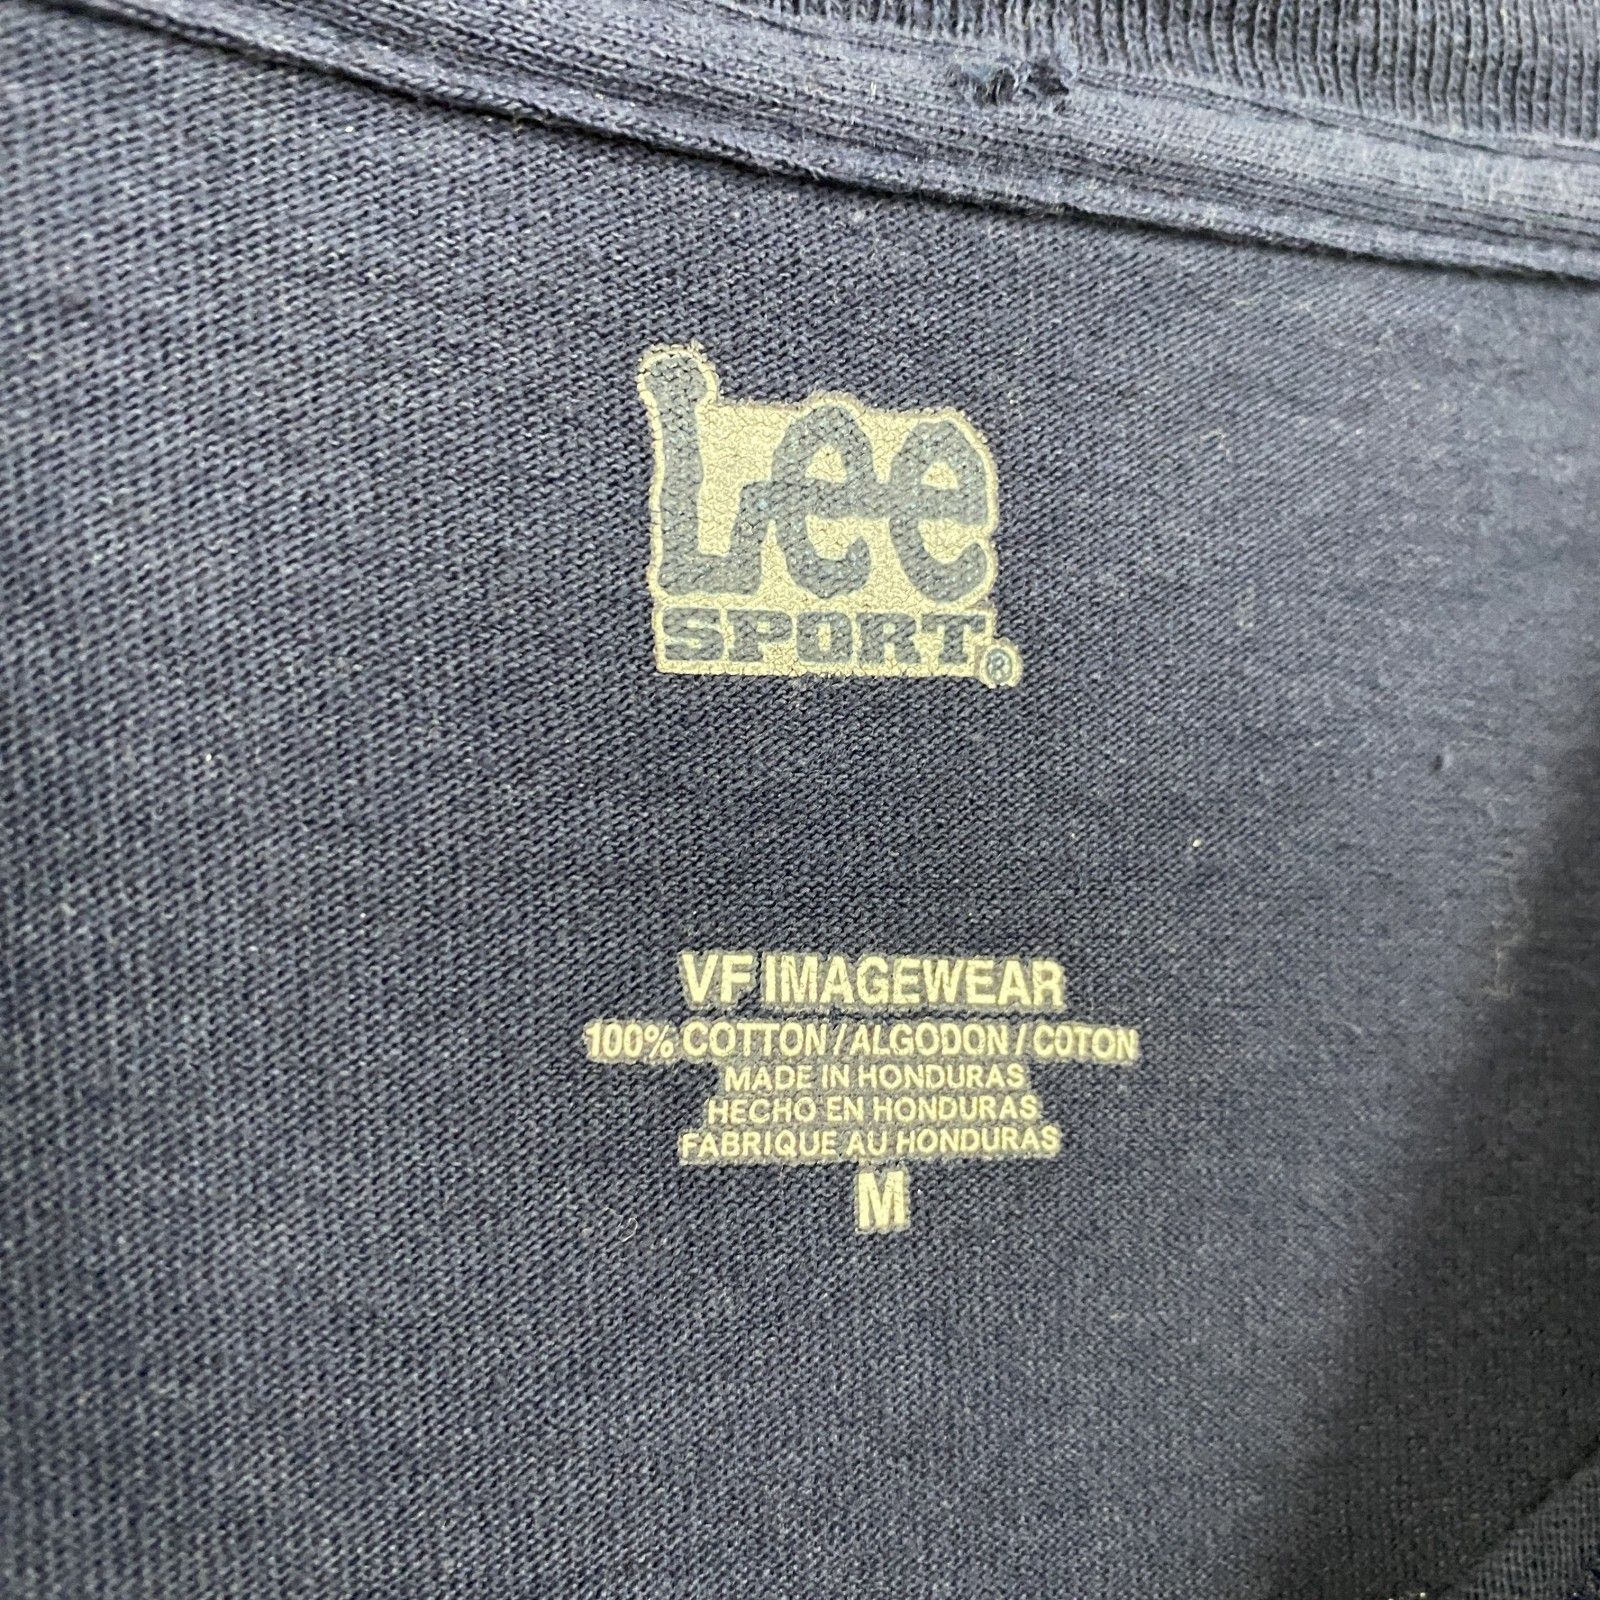 Lee
SPORT®
VF IMAGEWEAR
100% COTTON/ALGODON/COTON
MADE IN HONDURAS
HECHO EN HONDURAS
FABRIQUE AU HONDURAS
M